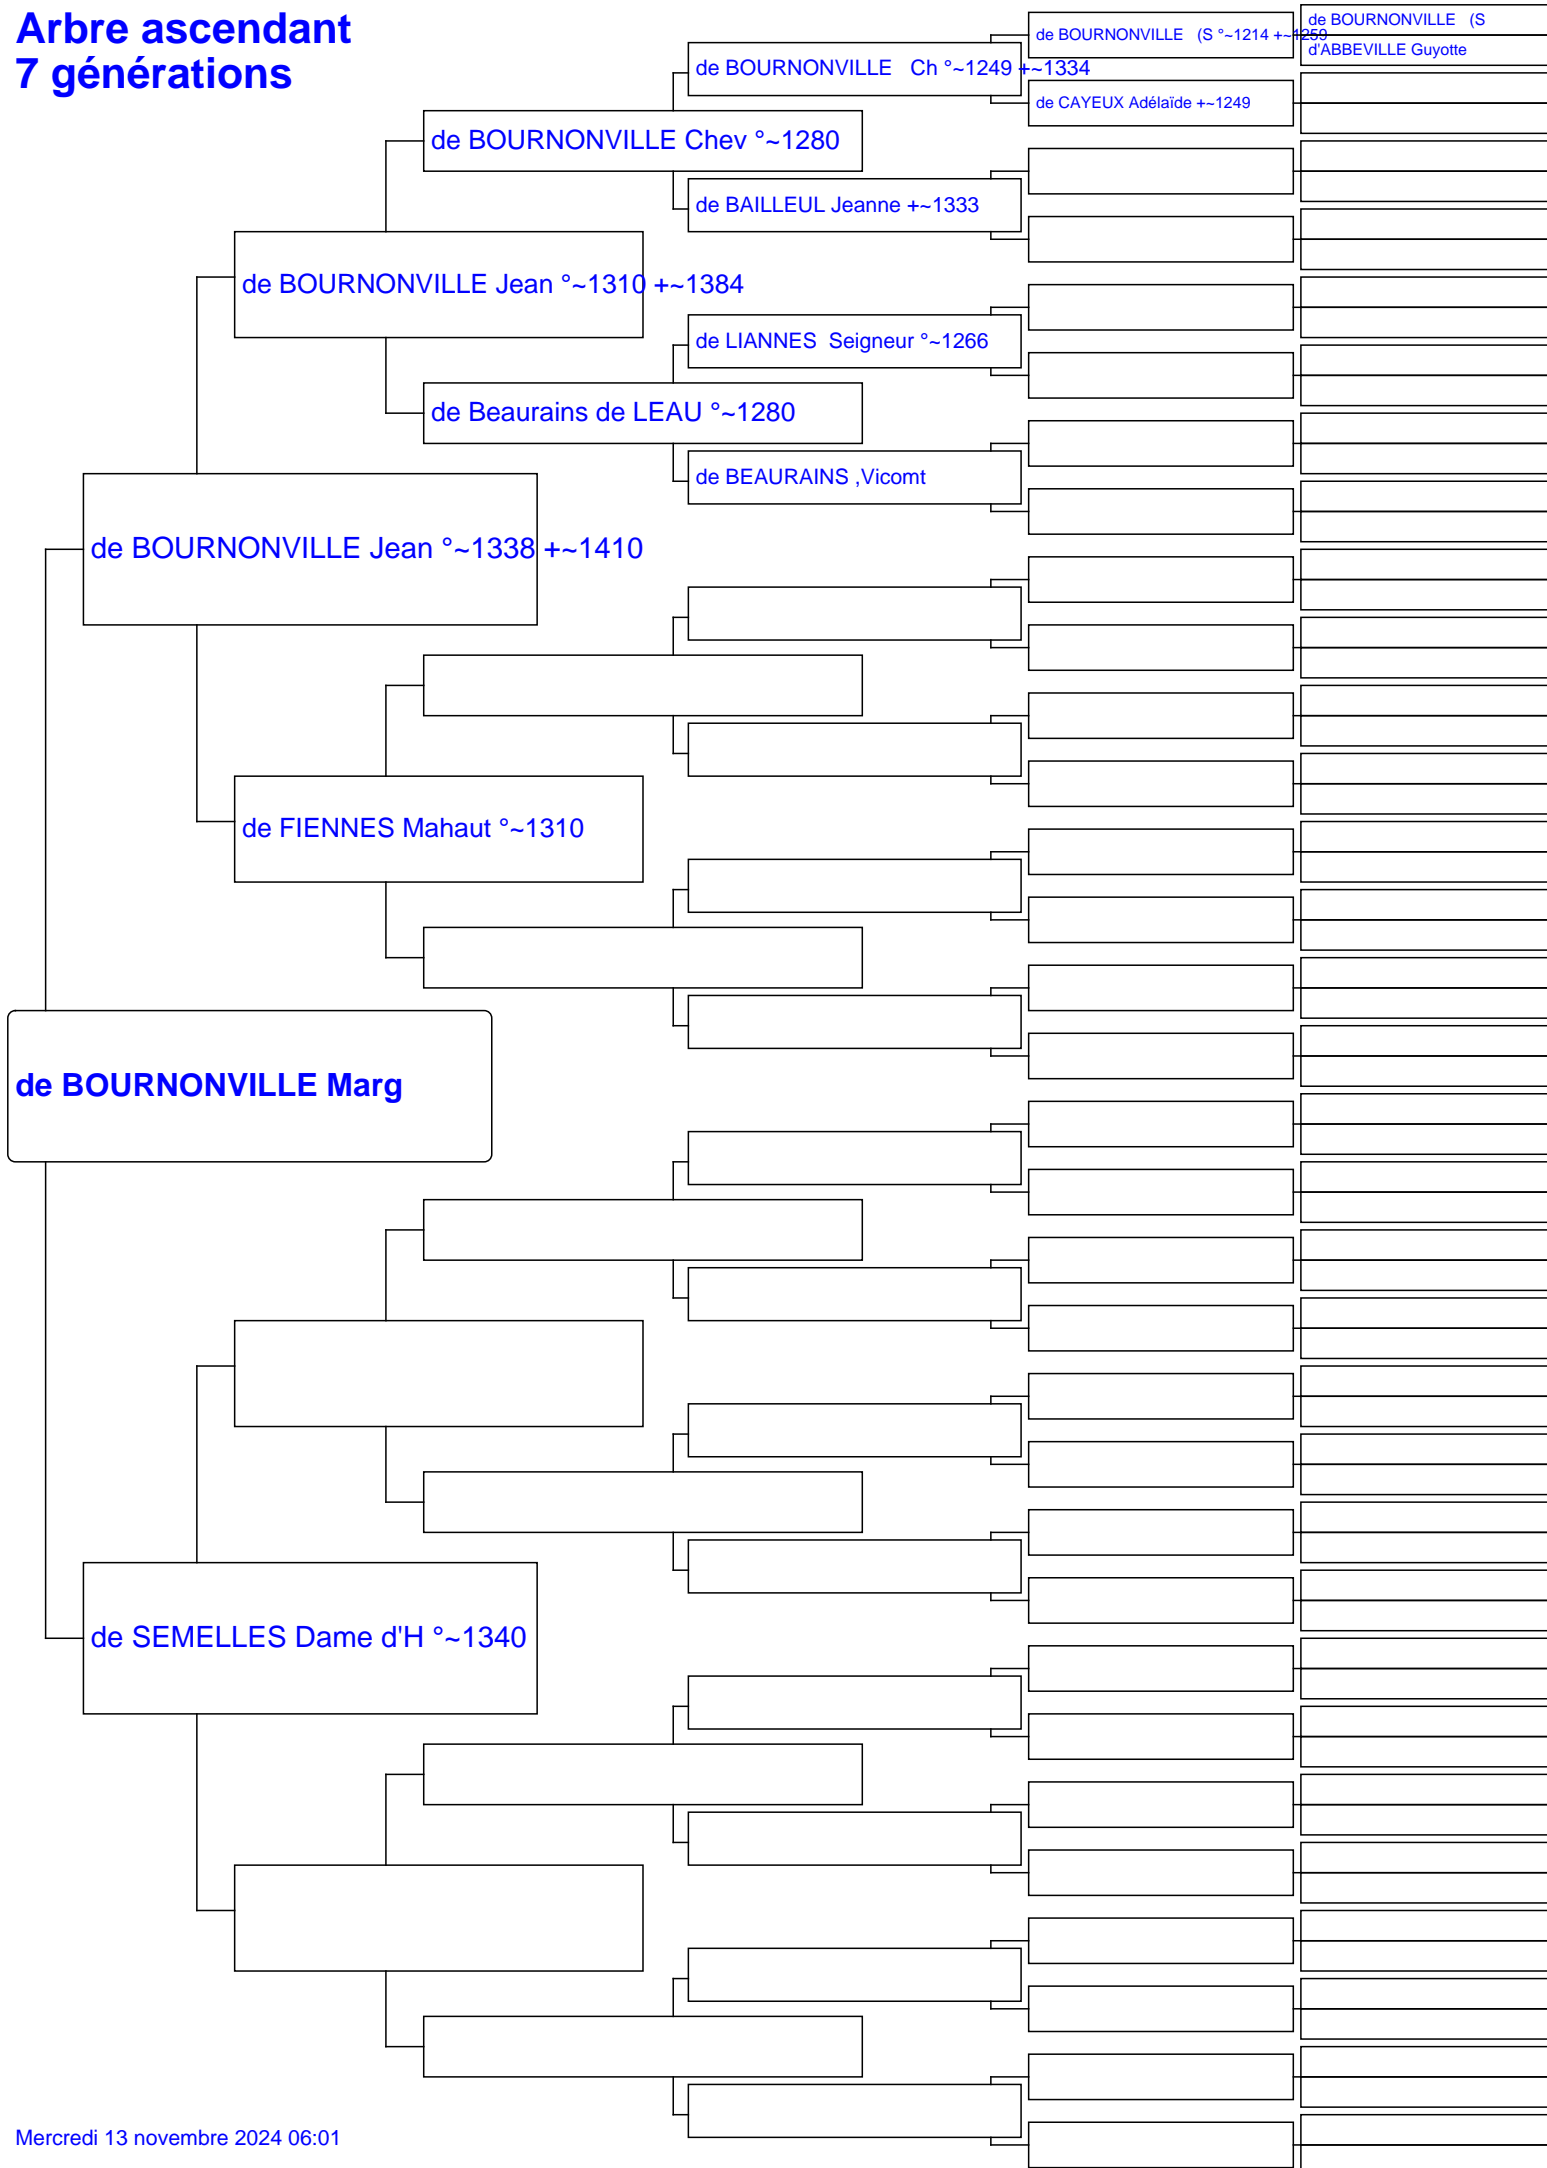 Arbre ascendant
7 générations
de BOURNONVILLE (S
d'ABBEVILLE Guyotte
de BOURNONVILLE (S °~1214 +~1259
de CAYEUX Adélaïde +~1249
de BOURNONVILLE Ch °~1249 +~1334
de BOURNONVILLE Chev °~1280
de BAILLEUL Jeanne +~1333
de BOURNONVILLE Jean °~1310 +~1384
de LIANNES Seigneur °~1266
de Beaurains de LEAU °~1280
de BEAURAINS ,Vicomt
de BOURNONVILLE Jean °~1338 +~1410
de FIENNES Mahaut °~1310
de BOURNONVILLE Marg
de SEMELLES Dame d'H °~1340
Mercredi 13 novembre 2024 06:01